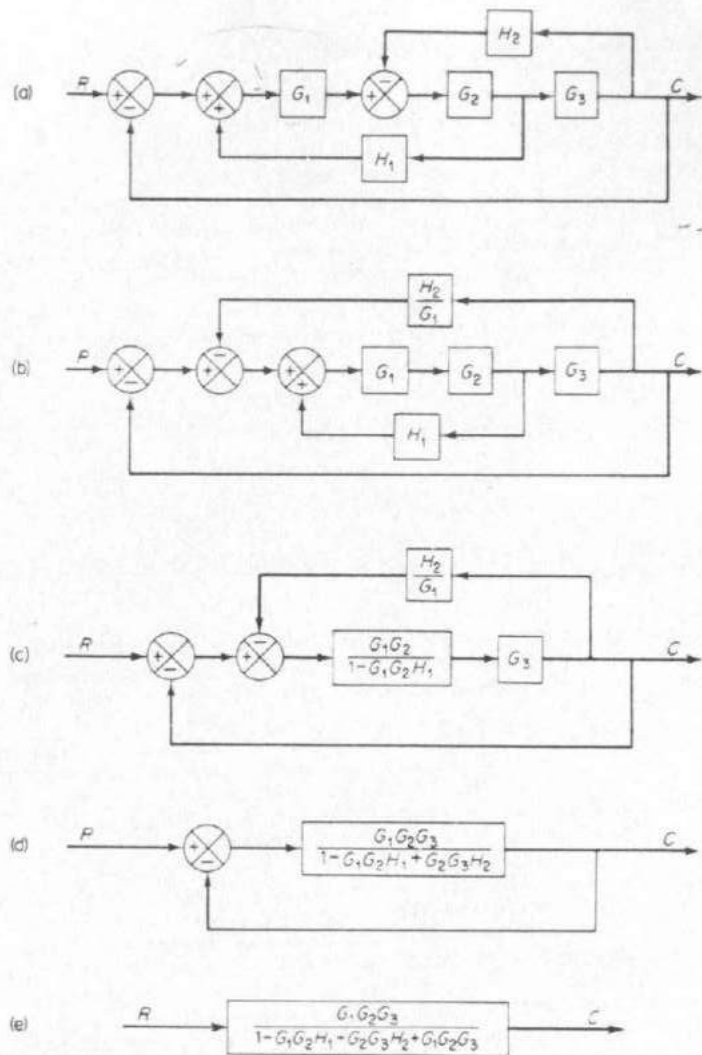 (a)
R
+
−
+
+
G₁
−
+
G₂
G₃
H₂
H₁
C
(b)
R
+
−
−
+
+
+
G₁
G₂
G₃
H₂
G₁
H₁
C
(c)
R
+
−
−
+
G₁G₂
1−G₁G₂H₁
G₃
H₂
G₁
C
(d)
R
+
−
G₁G₂G₃
1−G₁G₂H₁+G₂G₃H₂
C
(e)
R
G₁G₂G₃
1−G₁G₂H₁+G₂G₃H₂+G₁G₂G₃
C